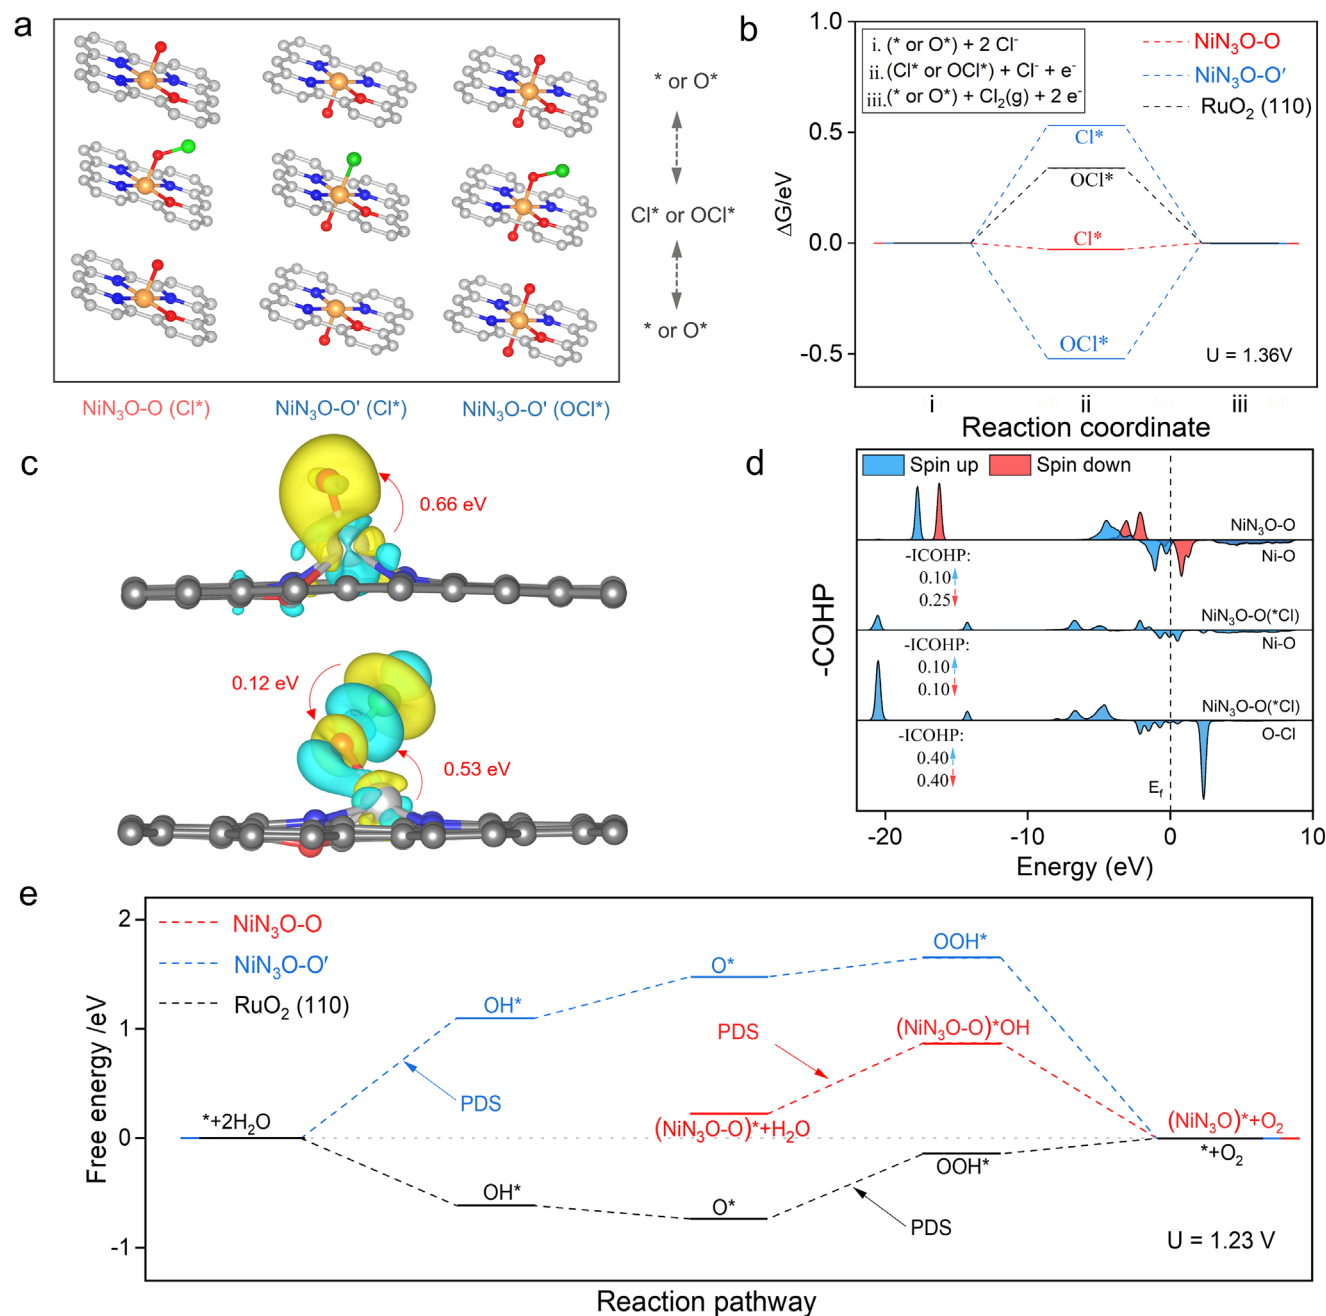 a
* or O*
Cl* or OCl*
* or O*
NiN₃O-O (Cl*)
NiN₃O-O' (Cl*)
NiN₃O-O' (OCl*)
b
1.0
0.5
0.0
-0.5
ΔG/eV
i. (* or O*) + 2 Cl⁻
ii. (Cl* or OCl*) + Cl⁻ + e⁻
iii. (* or O*) + Cl₂(g) + 2 e⁻
NiN₃O-O
NiN₃O-O′
RuO₂ (110)
Cl*
OCl*
Cl*
OCl*
U = 1.36V
i
ii
iii
Reaction coordinate
c
0.66 eV
0.12 eV
0.53 eV
d
Spin up
Spin down
-COHP
NiN₃O-O
Ni-O
-ICOHP:
0.10
0.25
NiN₃O-O(*Cl)
Ni-O
-ICOHP:
0.10
0.10
NiN₃O-O(*Cl)
O-Cl
-ICOHP:
0.40
0.40
E_f
-20
-10
0
10
Energy (eV)
e
2
1
0
-1
Free energy /eV
NiN₃O-O
NiN₃O-O′
RuO₂ (110)
*+2H₂O
OH*
O*
OOH*
PDS
PDS
(NiN₃O-O)*OH
(NiN₃O-O)*+H₂O
(NiN₃O)*+O₂
*+O₂
OH*
O*
OOH*
PDS
U = 1.23 V
Reaction pathway